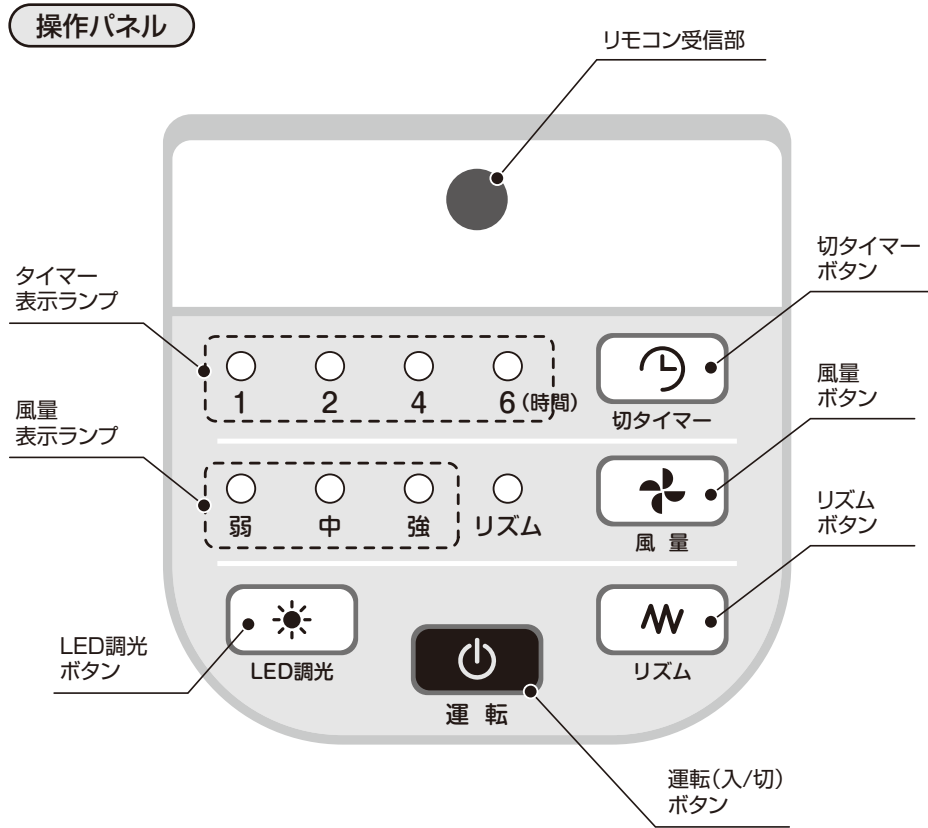 操作パネル
リモコン受信部
切タイマー
ボタン
タイマー
表示ランプ
1 2 4 6(時間)
切タイマー
風量
ボタン
風量
表示ランプ
弱 中 強 リズム
風 量
リズム
ボタン
LED調光
ボタン
LED調光
運 転
リズム
運転(入/切)
ボタン